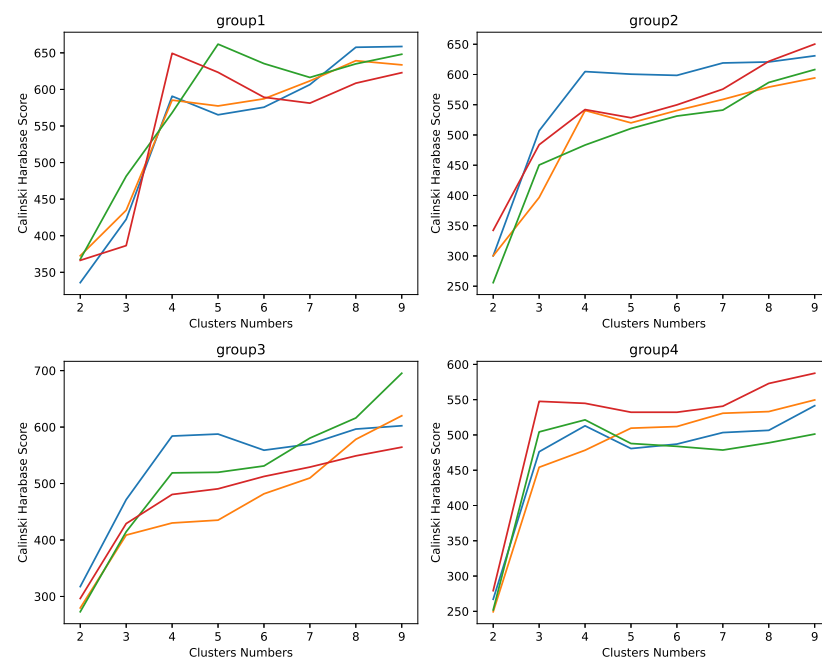 group1
650
600
550
500
450
400
350
Calinski Harabase Score
2 3 4 5 6 7 8 9
Clusters Numbers
group2
650
600
550
500
450
400
350
300
250
Calinski Harabase Score
2 3 4 5 6 7 8 9
Clusters Numbers
group3
700
600
500
400
300
Calinski Harabase Score
2 3 4 5 6 7 8 9
Clusters Numbers
group4
600
550
500
450
400
350
300
250
Calinski Harabase Score
2 3 4 5 6 7 8 9
Clusters Numbers